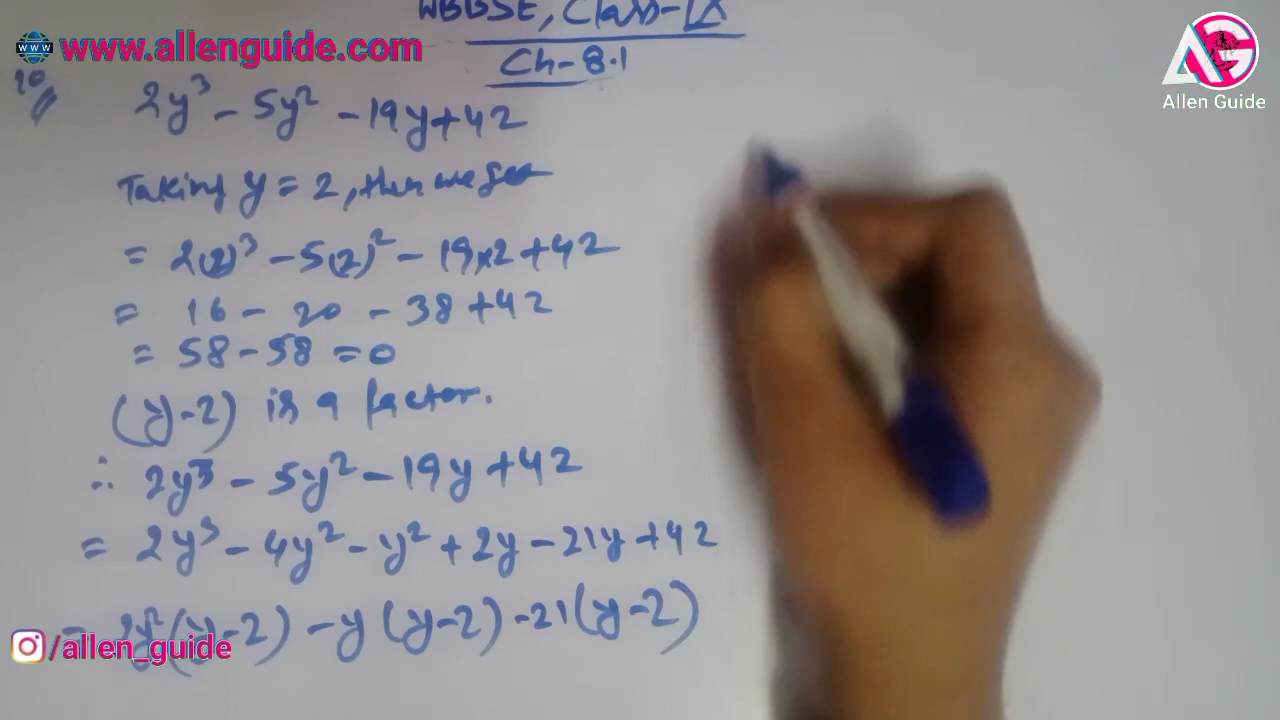 WBBSE, Class-IX
www.allenguide.com
Ch-8.1
Allen Guide
20
2y³ - 5y² - 19y + 42
Taking y = 2, then we get
= 2(2)³ - 5(2)² - 19×2 + 42
= 16 - 20 - 38 + 42
= 58 - 58 = 0
(y-2) is a factor.
∴ 2y³ - 5y² - 19y + 42
= 2y³ - 4y² - y² + 2y - 21y + 42
= 2y²(y-2) - y(y-2) - 21(y-2)
/allen_guide